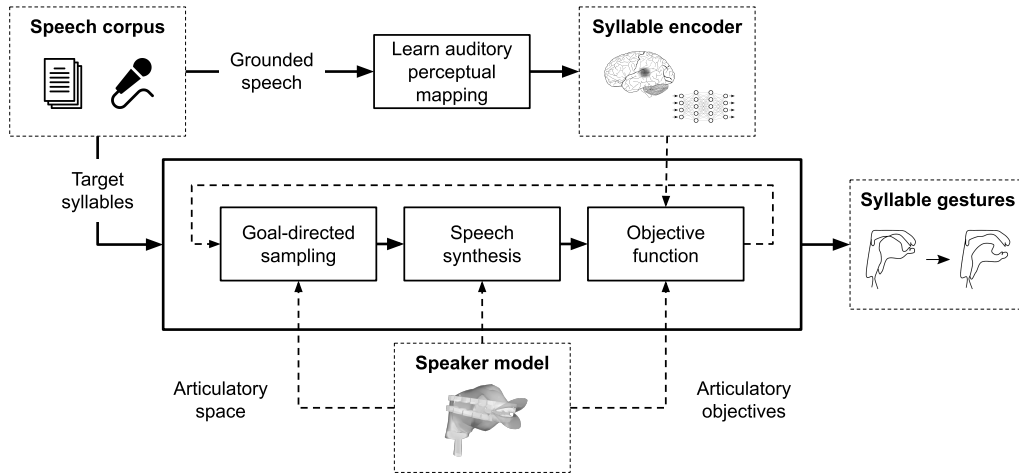 Speech corpus
Grounded
speech
Learn auditory
perceptual
mapping
Syllable encoder
Target
syllables
Goal-directed
sampling
Speech
synthesis
Objective
function
Syllable gestures
Speaker model
Articulatory
space
Articulatory
objectives